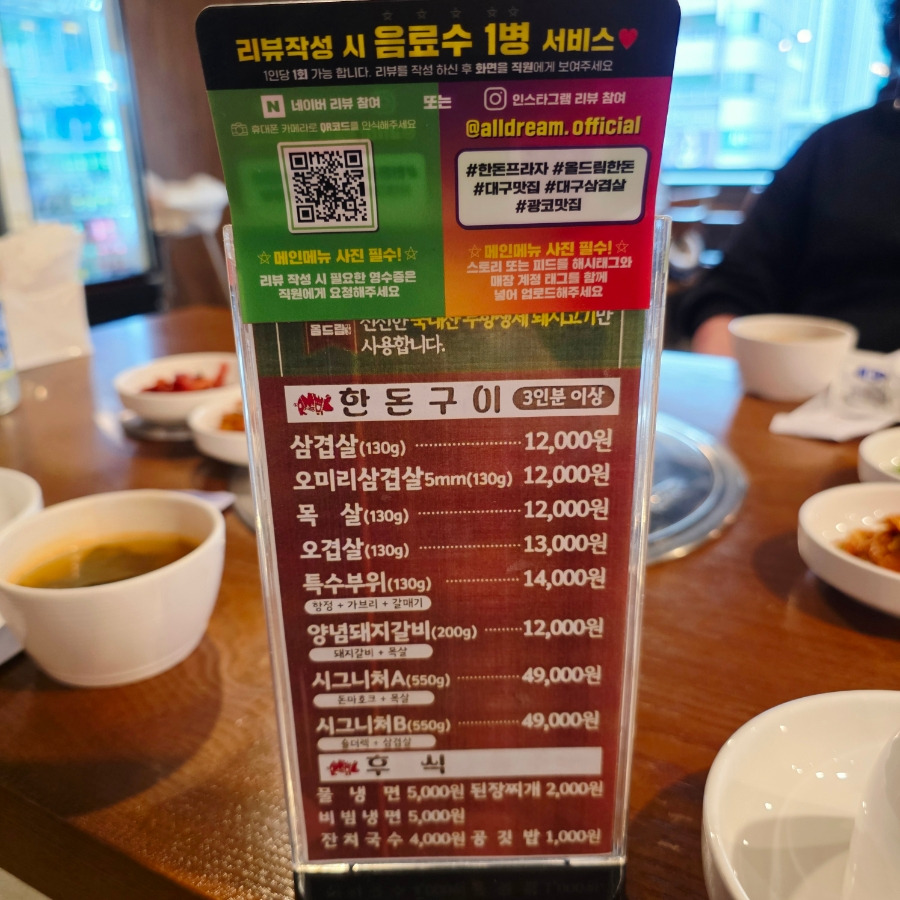 리뷰작성 시 음료수 1병 서비스♥
1인당 1회 가능 합니다. 리뷰를 작성 하신 후 화면을 직원에게 보여주세요
N 네이버 리뷰 참여
휴대폰 카메라로 QR코드를 인식해주세요
☆메인메뉴 사진 필수!☆
리뷰 작성 시 필요한 영수증은
직원에게 요청해주세요
또는
인스타그램 리뷰 참여
@alldream.official
#한돈프라자 #올드림한돈
#대구맛집 #대구삼겹살
#광코맛집
☆메인메뉴 사진 필수!☆
스토리 또는 피드를 해시태그와
매장 계정 태그를 함께
넣어 업로드해주세요
올드림
사용합니다.
한돈구이 3인분 이상
삼겹살(130g) 12,000원
오미리삼겹살5mm(130g) 12,000원
목 살(130g) 12,000원
오겹살(130g) 13,000원
특수부위(130g) 14,000원
항정 + 가브리 + 갈매기
양념돼지갈비(200g) 12,000원
돼지갈비 + 목살
시그니쳐A(550g) 49,000원
돈마호크 + 목살
시그니쳐B(550g) 49,000원
숄더랙 + 삼겹살
후 식
물 냉 면 5,000원 된장찌개 2,000원
비빔냉면 5,000원
잔치국수 4,000원 공깃밥 1,000원